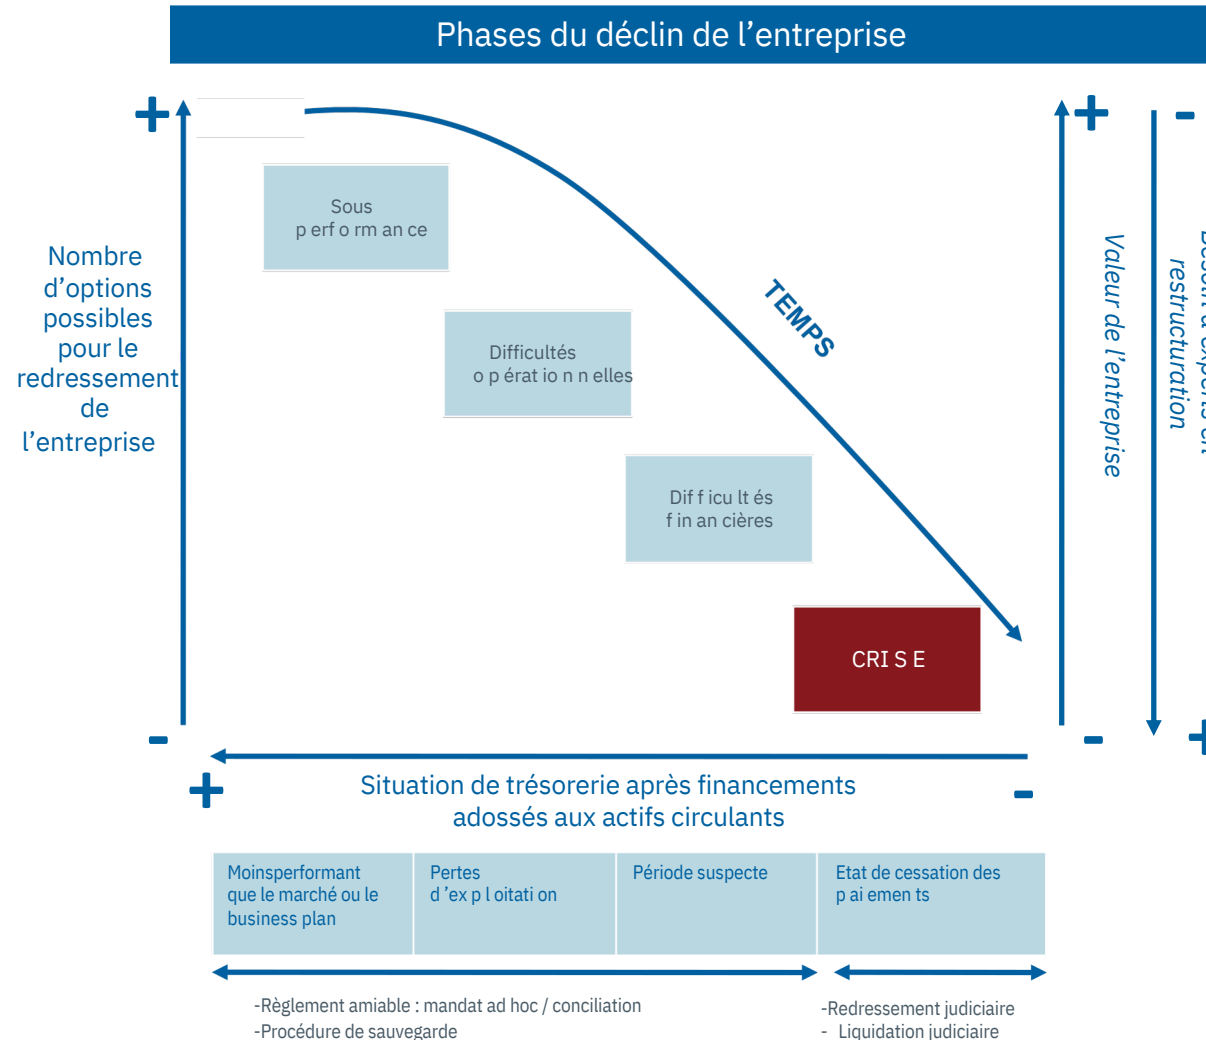 Phases du déclin de l’entreprise
+
+
-
Sous
p erf o rm an ce
Nombre
d’options
possibles
pour le
redressement
de
l’entreprise
Difficultés
o p érat io n n elles
TEMPS
Valeur de l’entreprise
restructuration
Dif f icu lt és
f in an cières
CRI S E
-
-
+
+
-
Situation de trésorerie après financements
adossés aux actifs circulants
Moinsperformant
que le marché ou le
business plan
Pertes
d ’ex p l oitati on
Période suspecte
Etat de cessation des
p ai emen ts
-Règlement amiable : mandat ad hoc / conciliation
-Procédure de sauvegarde
-Redressement judiciaire
- Liquidation judiciaire